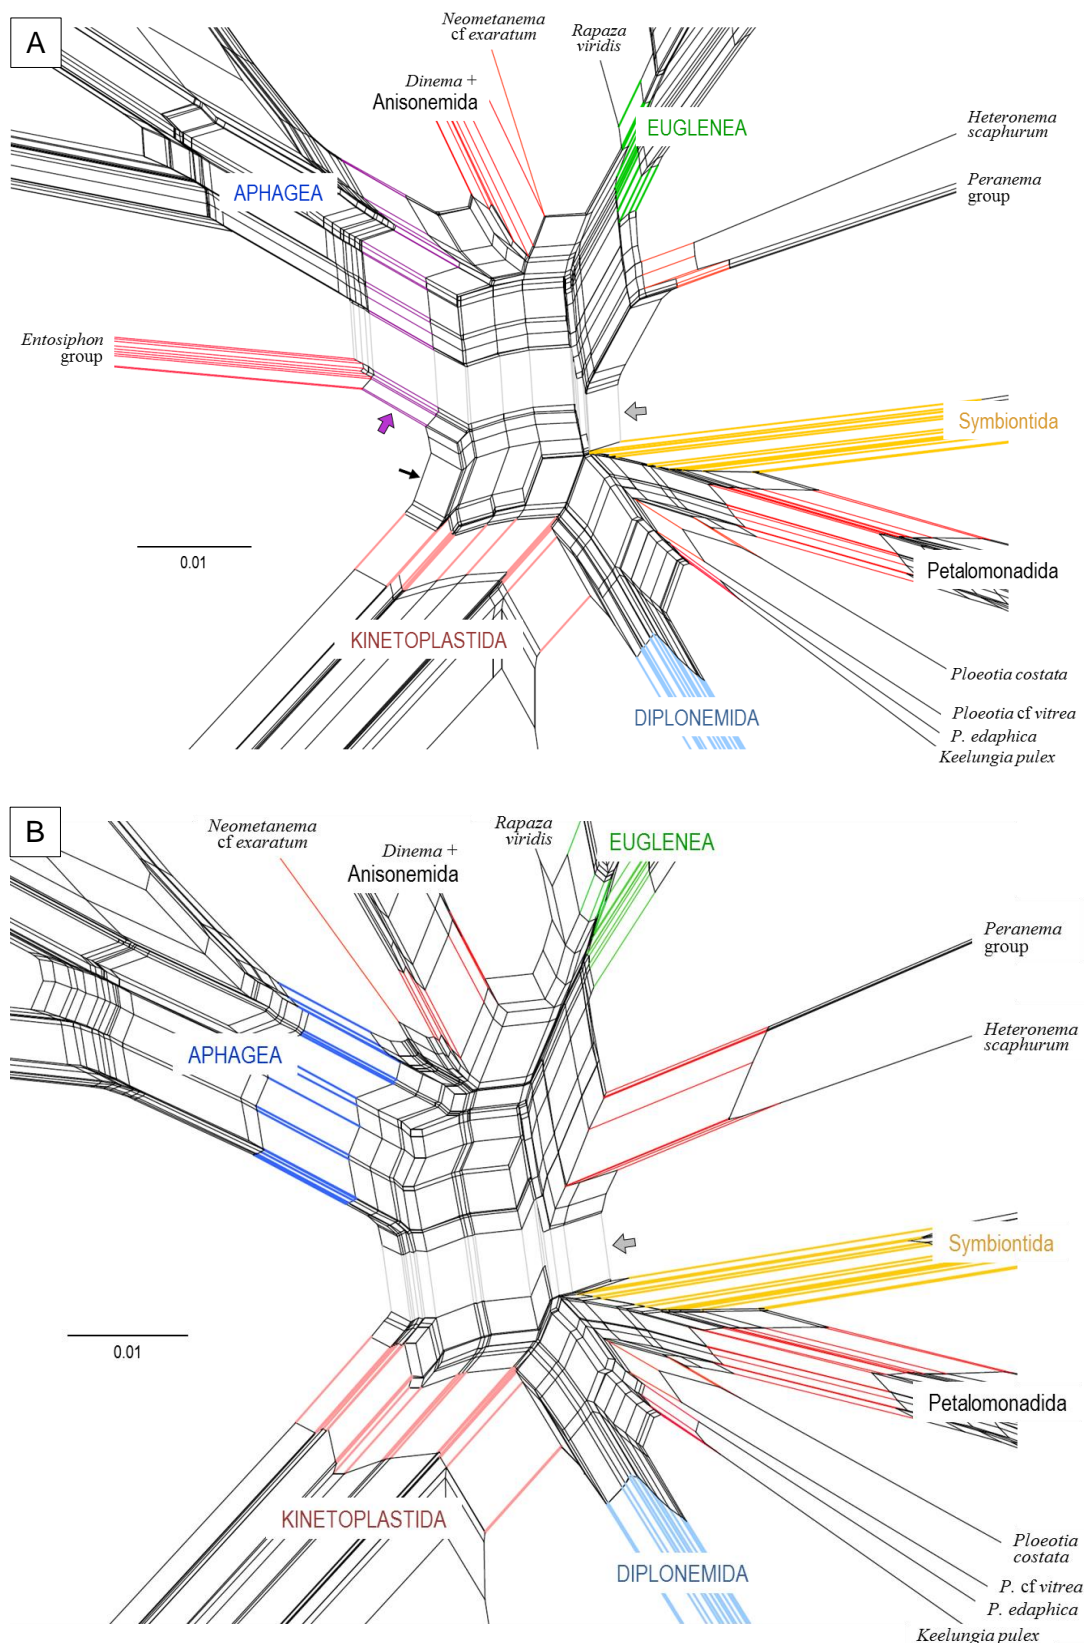 A
Neometanema
cf exaratum
Rapaza
viridis
Dinema +
Anisonemida
EUGLENEA
Heteronema
scaphurum
Peranema
group
APHAGEA
Entosiphon
group
Symbiontida
0.01
Petalomonadida
KINETOPLASTIDA
Ploeotia costata
DIPLONEMIDA
Ploeotia cf vitrea
P. edaphica
Keelungia pulex
B
Neometanema
cf exaratum
Dinema +
Anisonemida
Rapaza
viridis
EUGLENEA
Peranema
group
Heteronema
scaphurum
APHAGEA
Symbiontida
0.01
Petalomonadida
KINETOPLASTIDA
Ploeotia
costata
DIPLONEMIDA
P. cf vitrea
P. edaphica
Keelungia pulex